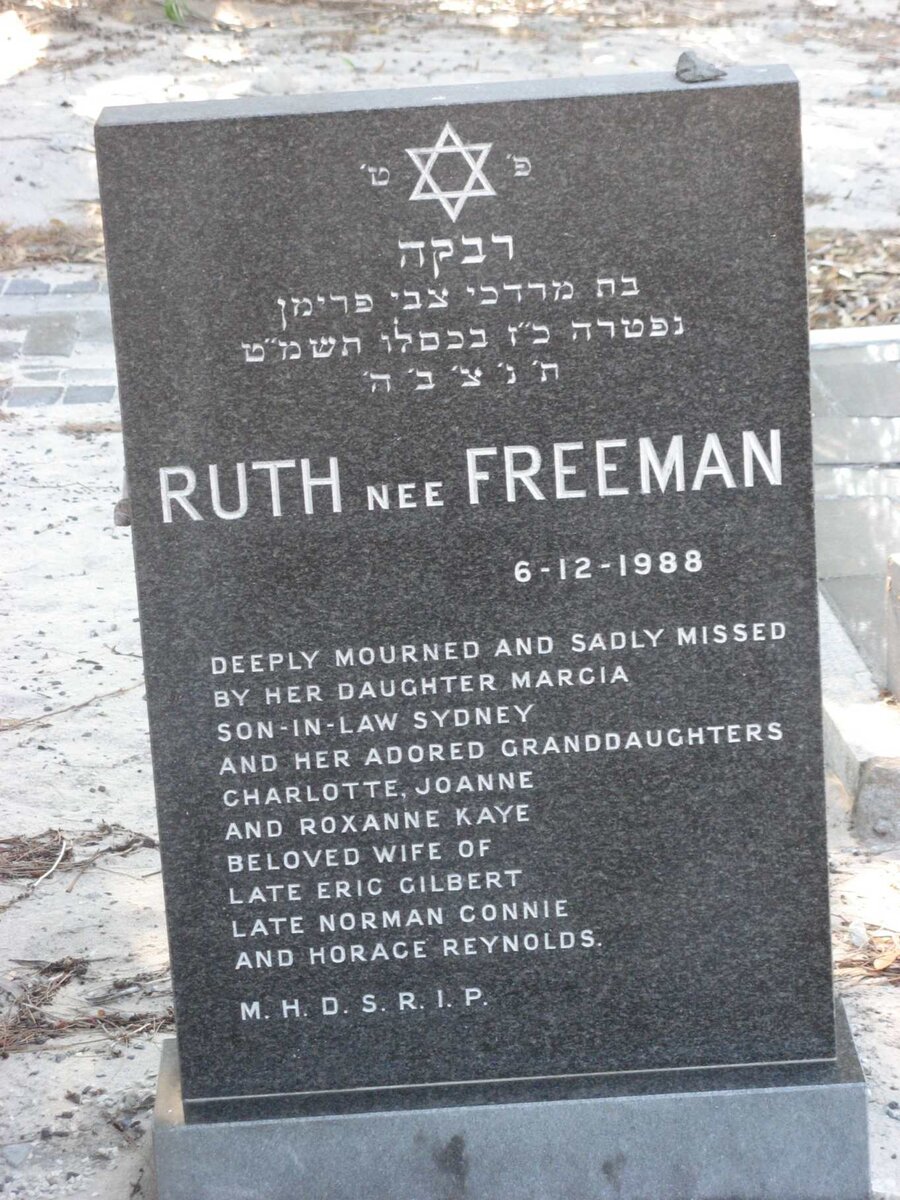 פ׳ ט׳
רבקה
בת מרדכי צבי פרימן
נפטרה כ״ז בכסלו תשמ״ט
ת׳ נ׳ צ׳ ב׳ ה׳
RUTH NEE FREEMAN
6-12-1988
DEEPLY MOURNED AND SADLY MISSED
BY HER DAUGHTER MARCIA
SON-IN-LAW SYDNEY
AND HER ADORED GRANDDAUGHTERS
CHARLOTTE, JOANNE
AND ROXANNE KAYE
BELOVED WIFE OF
LATE ERIC GILBERT
LATE NORMAN CONNIE
AND HORACE REYNOLDS.
M. H. D. S. R. I. P.